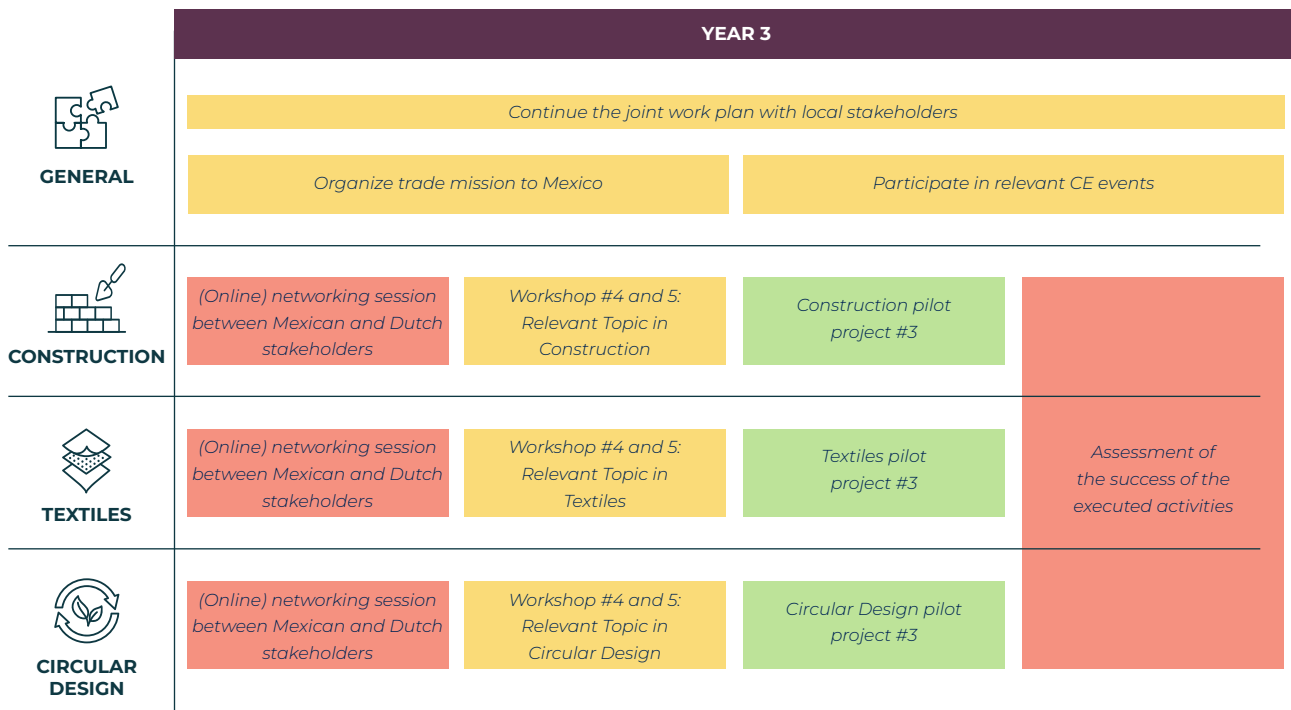 YEAR 3
GENERAL
Continue the joint work plan with local stakeholders
Organize trade mission to Mexico
Participate in relevant CE events
CONSTRUCTION
(Online) networking session
between Mexican and Dutch
stakeholders
Workshop #4 and 5:
Relevant Topic in
Construction
Construction pilot
project #3
TEXTILES
(Online) networking session
between Mexican and Dutch
stakeholders
Workshop #4 and 5:
Relevant Topic in
Textiles
Textiles pilot
project #3
Assessment of
the success of the
executed activities
CIRCULAR
DESIGN
(Online) networking session
between Mexican and Dutch
stakeholders
Workshop #4 and 5:
Relevant Topic in
Circular Design
Circular Design pilot
project #3